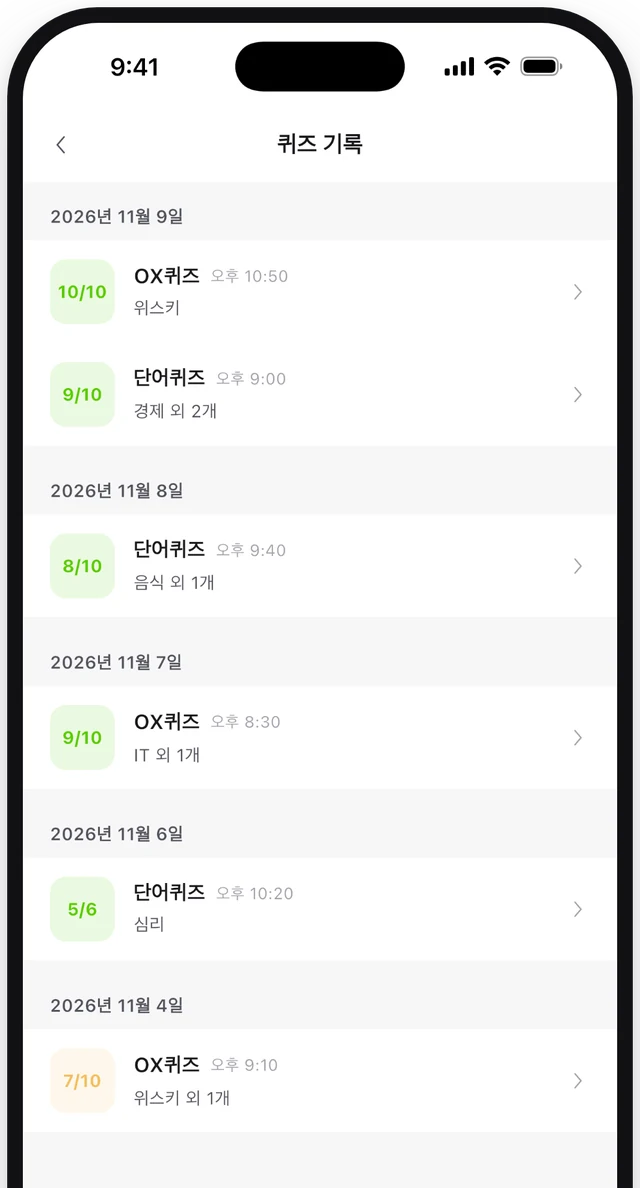 9:41
퀴즈 기록
2026년 11월 9일
10/10
OX퀴즈 오후 10:50
위스키
9/10
단어퀴즈 오후 9:00
경제 외 2개
2026년 11월 8일
8/10
단어퀴즈 오후 9:40
음식 외 1개
2026년 11월 7일
9/10
OX퀴즈 오후 8:30
IT 외 1개
2026년 11월 6일
5/6
단어퀴즈 오후 10:20
심리
2026년 11월 4일
7/10
OX퀴즈 오후 9:10
위스키 외 1개